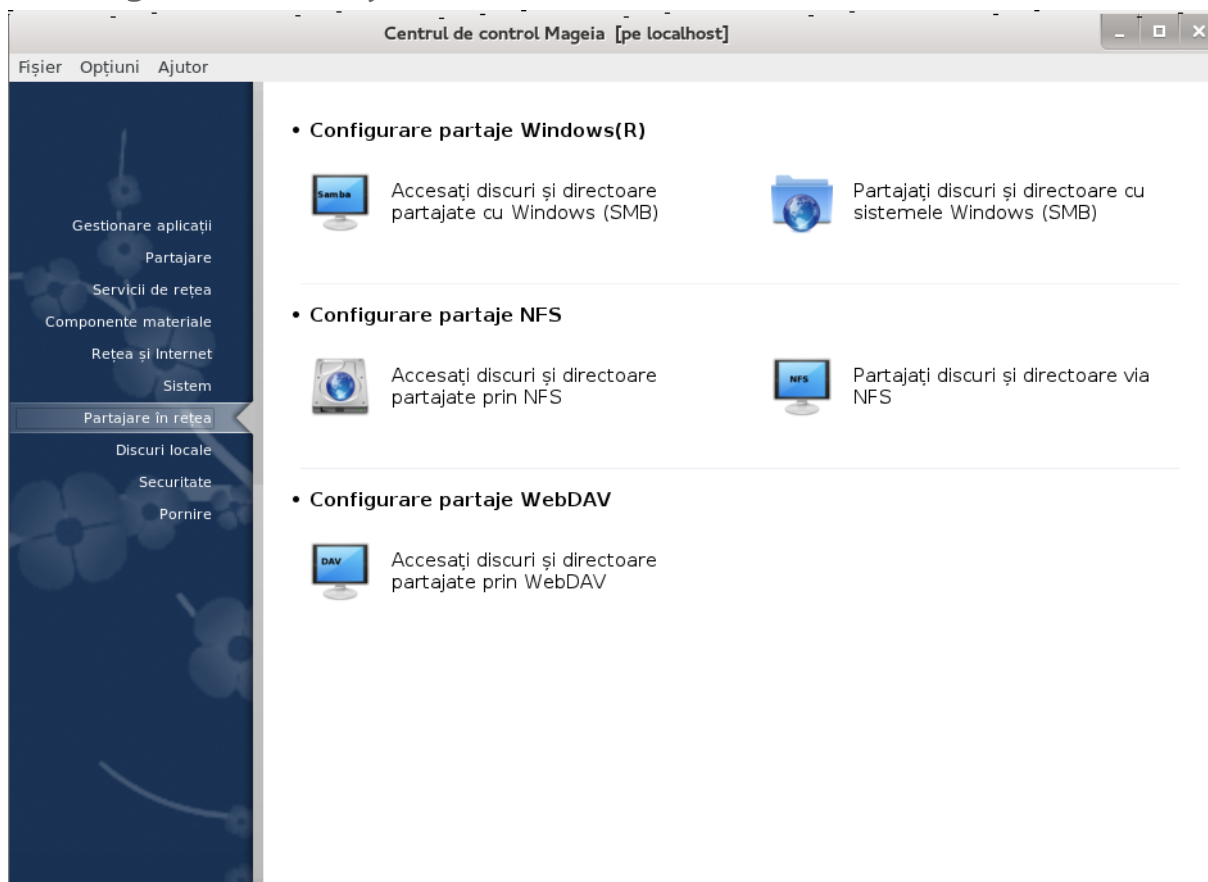 Centrul de control Mageia [pe localhost]
Fișier Opțiuni Ajutor
Gestionare aplicații
Partajare
Servicii de rețea
Componente materiale
Rețea și Internet
Sistem
Partajare în rețea
Discuri locale
Securitate
Pornire
• Configurare partaje Windows(R)
Samba
Accesați discuri și directoare
partajate cu Windows (SMB)
Partajați discuri și directoare cu
sistemele Windows (SMB)
• Configurare partaje NFS
Accesați discuri și directoare
partajate prin NFS
NFS
Partajați discuri și directoare via
NFS
• Configurare partaje WebDAV
DAV
Accesați discuri și directoare
partajate prin WebDAV